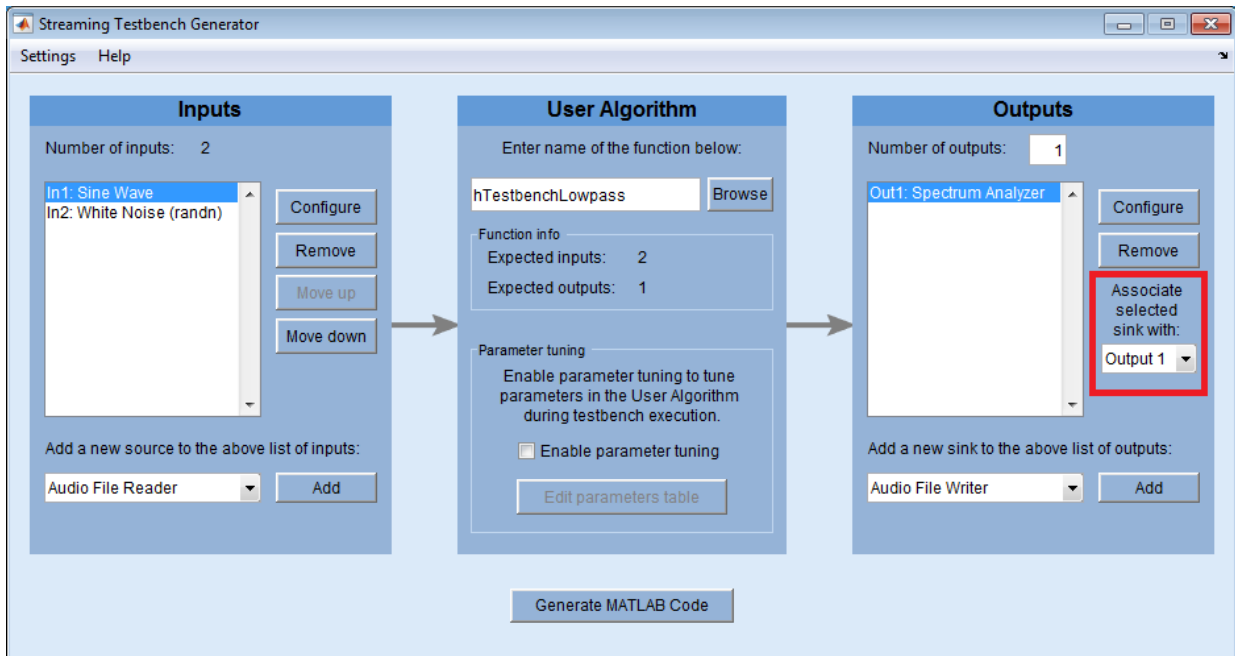 Streaming Testbench Generator
Settings Help
Inputs
Number of inputs: 2
In1: Sine Wave
In2: White Noise (randn)
Configure
Remove
Move up
Move down
Add a new source to the above list of inputs:
Audio File Reader
Add
User Algorithm
Enter name of the function below:
hTestbenchLowpass
Browse
Function info
Expected inputs: 2
Expected outputs: 1
Parameter tuning
Enable parameter tuning to tune
parameters in the User Algorithm
during testbench execution.
Enable parameter tuning
Edit parameters table
Outputs
Number of outputs: 1
Out1: Spectrum Analyzer
Configure
Remove
Associate
selected
sink with:
Output 1
Add a new sink to the above list of outputs:
Audio File Writer
Add
Generate MATLAB Code